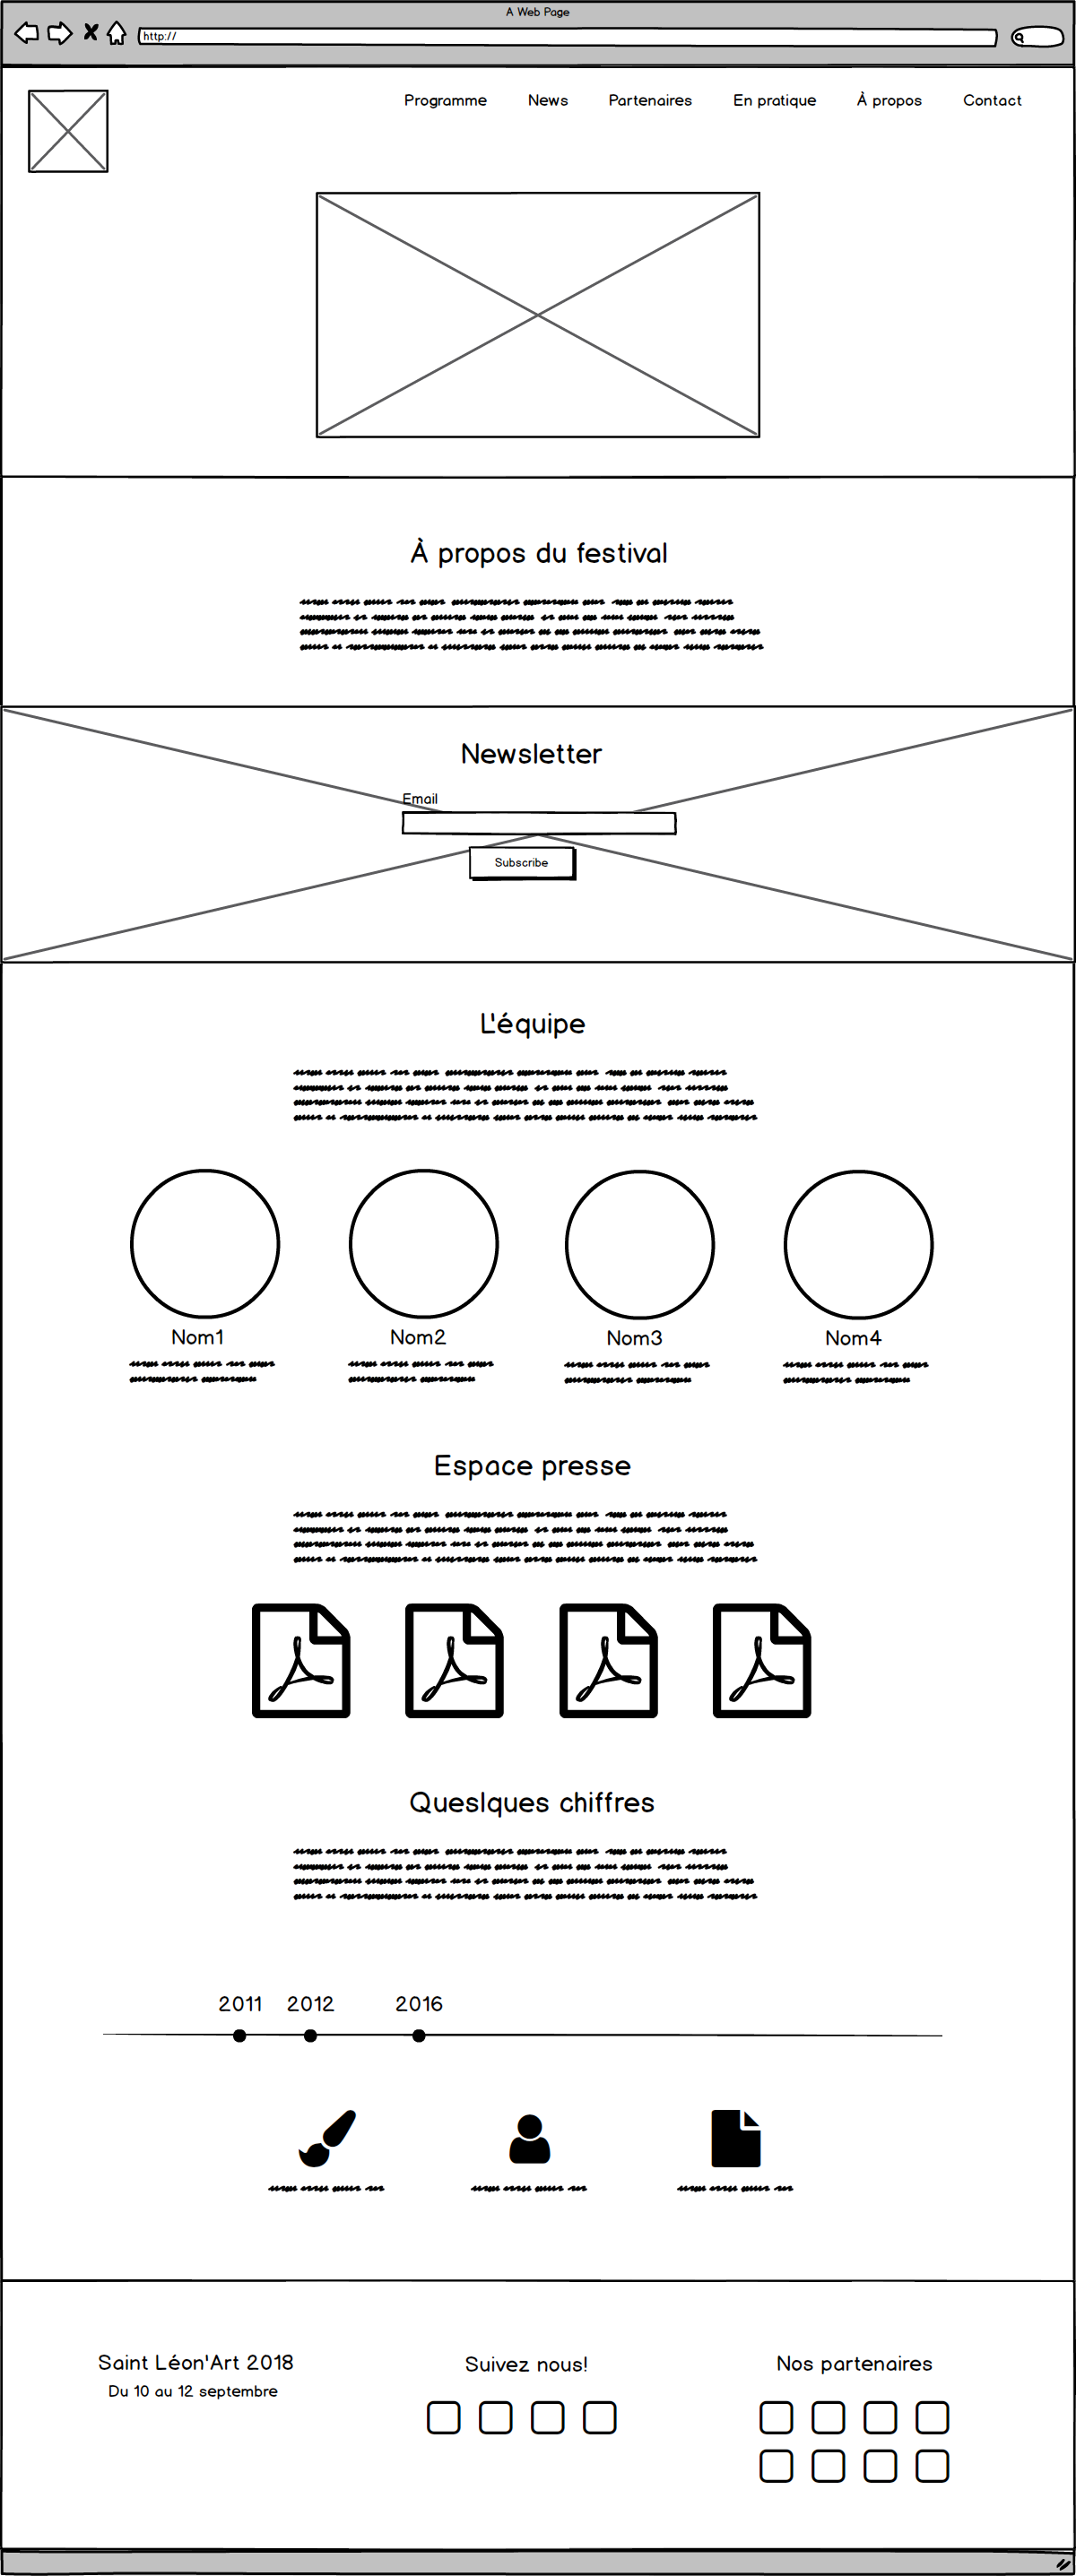 A Web Page
http://
Programme News Partenaires En pratique À propos Contact
À propos du festival
Newsletter
Email
Subscribe
L'équipe
Nom1 Nom2 Nom3 Nom4
Espace presse
Queslques chiffres
2011 2012 2016
Saint Léon'Art 2018
Du 10 au 12 septembre
Suivez nous!
Nos partenaires